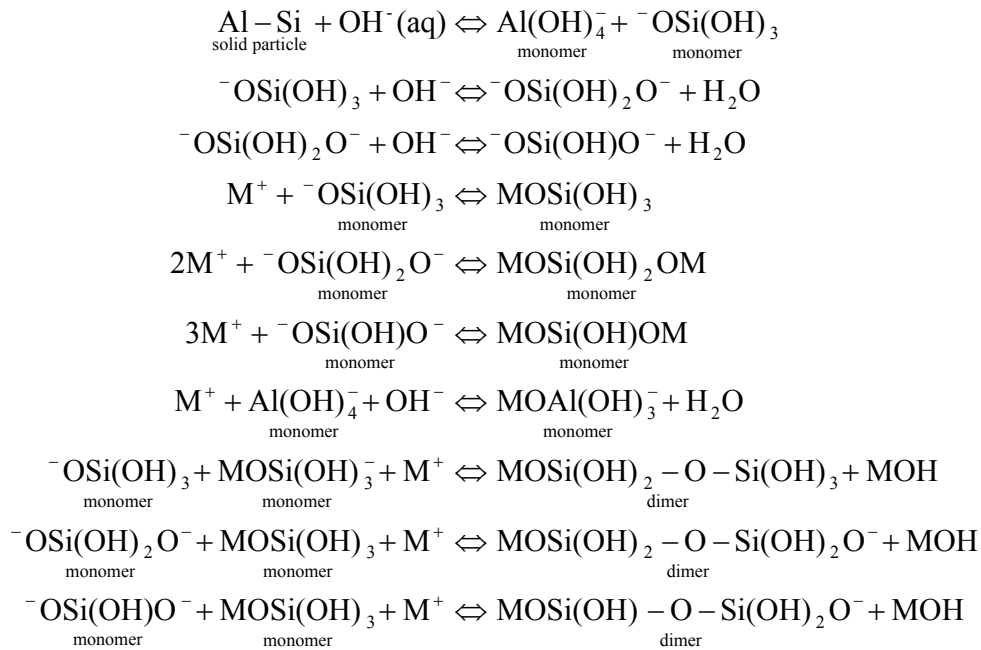 Al – Si + OH⁻(aq) ⇔ Al(OH)₄⁻ + ⁻OSi(OH)₃
solid particle monomer monomer
⁻OSi(OH)₃ + OH⁻ ⇔ ⁻OSi(OH)₂O⁻ + H₂O
⁻OSi(OH)₂O⁻ + OH⁻ ⇔ ⁻OSi(OH)O⁻ + H₂O
M⁺ + ⁻OSi(OH)₃ ⇔ MOSi(OH)₃
monomer monomer
2M⁺ + ⁻OSi(OH)₂O⁻ ⇔ MOSi(OH)₂OM
monomer monomer
3M⁺ + ⁻OSi(OH)O⁻ ⇔ MOSi(OH)OM
monomer monomer
M⁺ + Al(OH)₄⁻ + OH⁻ ⇔ MOAl(OH)₃⁻ + H₂O
monomer monomer
⁻OSi(OH)₃ + MOSi(OH)₃⁻ + M⁺ ⇔ MOSi(OH)₂ – O – Si(OH)₃ + MOH
monomer monomer dimer
⁻OSi(OH)₂O⁻ + MOSi(OH)₃ + M⁺ ⇔ MOSi(OH)₂ – O – Si(OH)₂O⁻ + MOH
monomer monomer dimer
⁻OSi(OH)O⁻ + MOSi(OH)₃ + M⁺ ⇔ MOSi(OH) – O – Si(OH)₂O⁻ + MOH
monomer monomer dimer